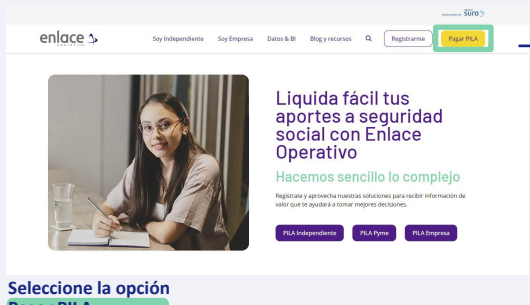 sura
enlace
operativo
Soy Independiente Soy Empresa Datos & BI Blog y recursos Registrarme Pagar PILA
Liquida fácil tus
aportes a seguridad
social con Enlace
Operativo
Hacemos sencillo lo complejo
Regístrate y aprovecha nuestras soluciones para recibir información de
valor que te ayudará a tomar mejores decisiones.
PILA Independiente PILA Pyme PILA Empresa
Seleccione la opción
Pagar PILA